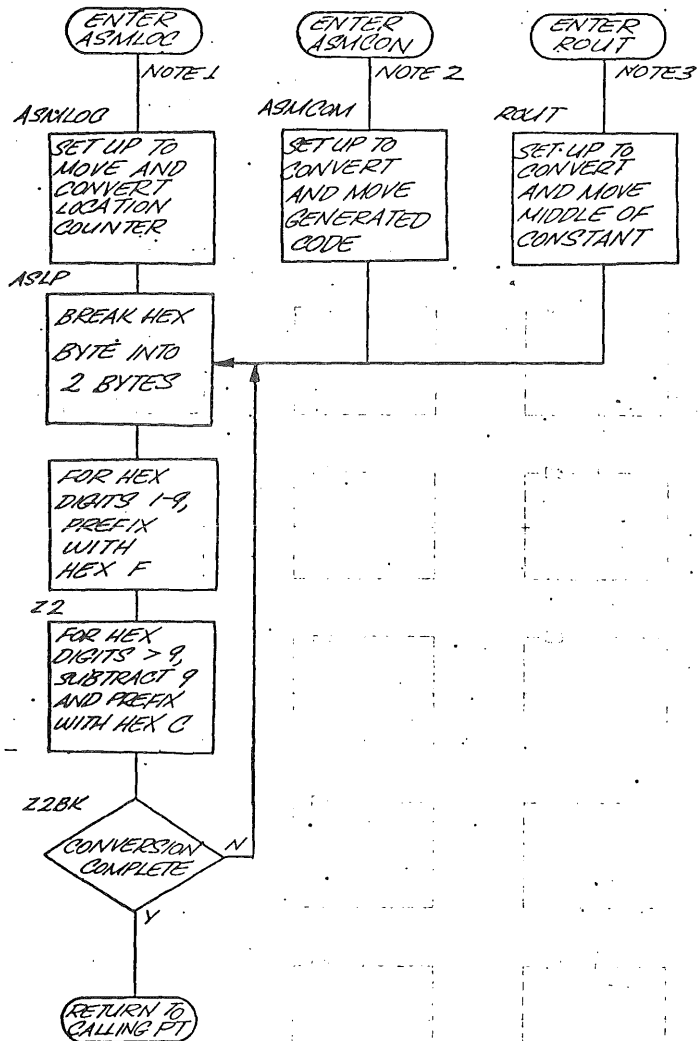 ENTER
ASMLOC
NOTE 1
ASMLOC
SET UP TO
MOVE AND
CONVERT
LOCATION
COUNTER
ENTER
ASMCON
NOTE 2
ASMCOM
SET UP TO
CONVERT
AND MOVE
GENERATED
CODE
ENTER
ROUT
NOTE3
ROUT
SET UP TO
CONVERT
AND MOVE
MIDDLE OF
CONSTANT
ASLP
BREAK HEX
BYTE INTO
2 BYTES
FOR HEX
DIGITS 1-9,
PREFIX
WITH
HEX F
Z2
FOR HEX
DIGITS > 9,
SUBTRACT 9
AND PREFIX
WITH HEX C
Z2BK
CONVERSION
COMPLETE
N
Y
RETURN TO
CALLING PT